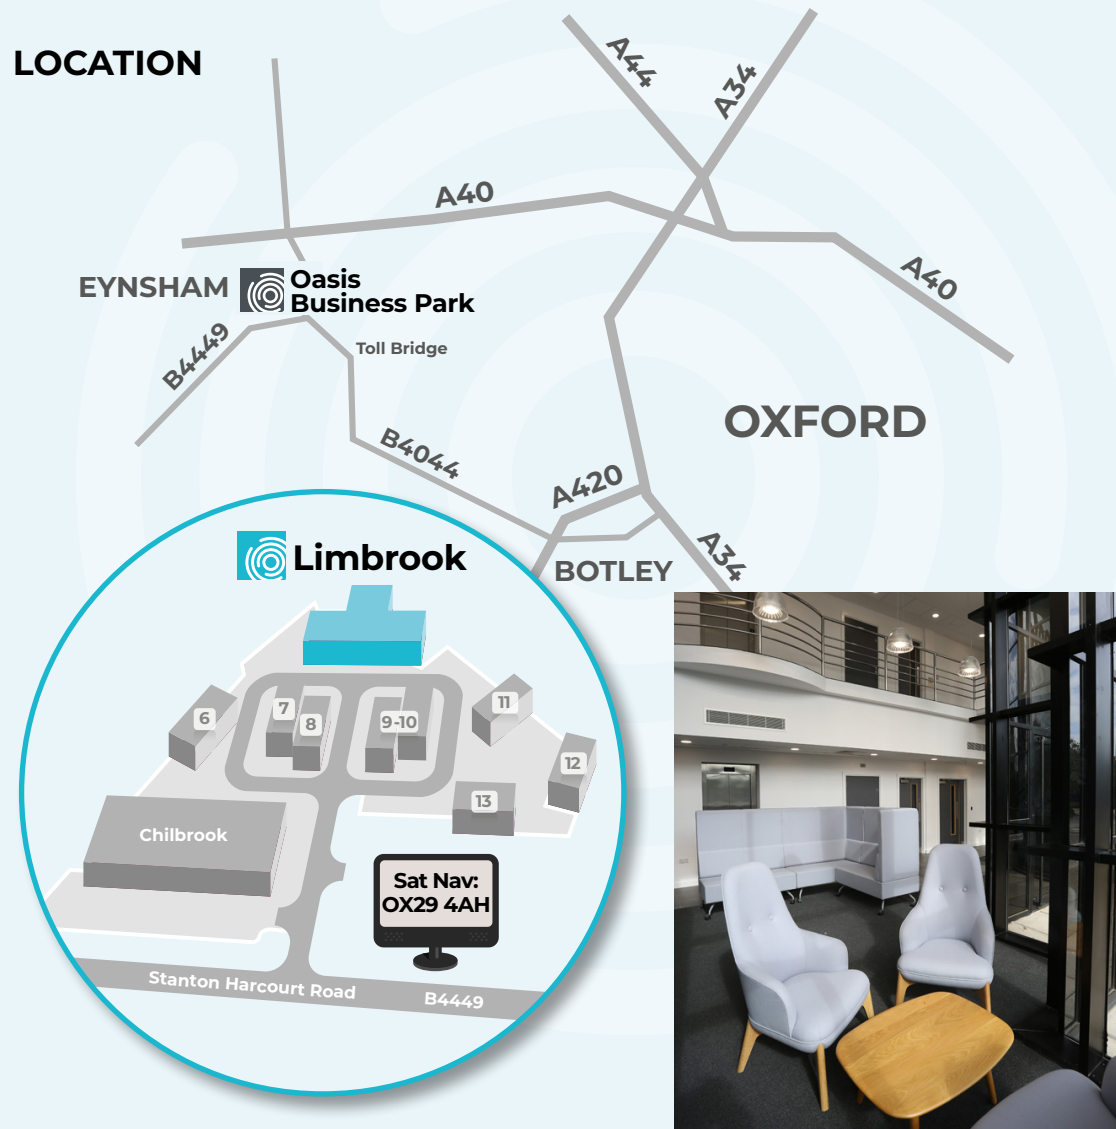 LOCATION
A44
A34
A40
A40
EYNSHAM
Oasis
Business Park
B4449
Toll Bridge
OXFORD
B4044
A420
A34
BOTLEY
Limbrook
6
7
8
9-10
11
12
13
Chilbrook
Sat Nav:
OX29 4AH
Stanton Harcourt Road
B4449